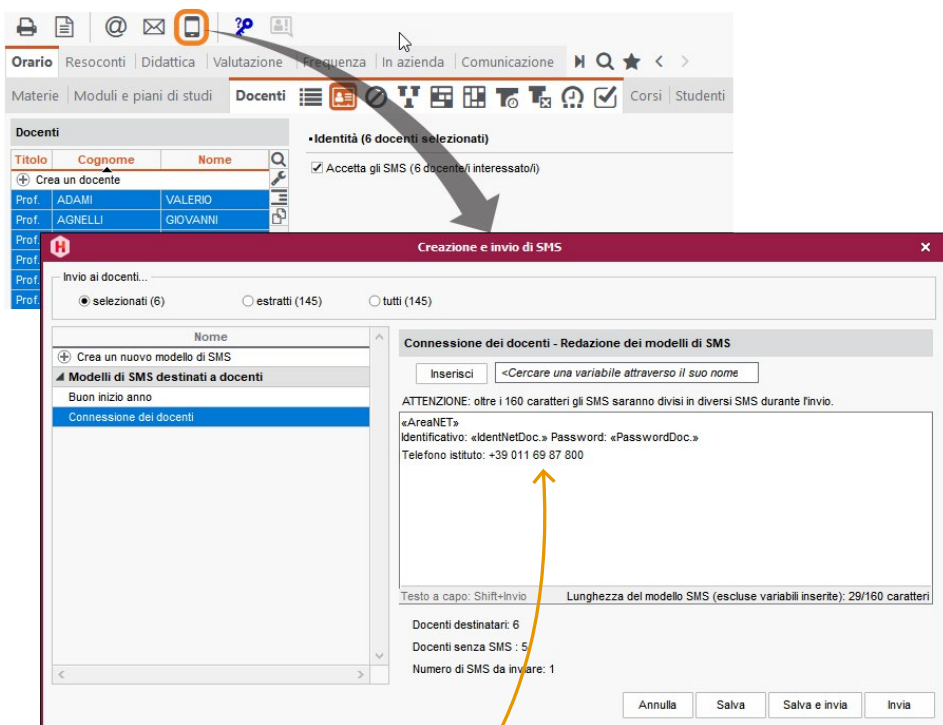 Orario Resoconti Didattica Valutazione Frequenza In azienda Comunicazione
Materie Moduli e piani di studi Docenti Corsi Studenti
Docenti
•Identità (6 docenti selezionati)
Titolo Cognome Nome
Accetta gli SMS (6 docente/i interessato/i)
Crea un docente
Prof. ADAMI VALERIO
Prof. AGNELLI GIOVANNI
Prof.
Prof.
Prof.
Prof.
Creazione e invio di SMS
Invio ai docenti...
selezionati (6) estratti (145) tutti (145)
Nome
Crea un nuovo modello di SMS
Modelli di SMS destinati a docenti
Buon inizio anno
Connessione dei docenti
Connessione dei docenti - Redazione dei modelli di SMS
Inserisci <Cercare una variabile attraverso il suo nome
ATTENZIONE: oltre i 160 caratteri gli SMS saranno divisi in diversi SMS durante l'invio.
«AreaNET»
Identificativo: «IdentNetDoc.» Password: «PasswordDoc.»
Telefono istituto: +39 011 69 87 800
Testo a capo: Shift+Invio Lunghezza del modello SMS (escluse variabili inserite): 29/160 caratteri
Docenti destinatari: 6
Docenti senza SMS : 5
Numero di SMS da inviare: 1
Annulla Salva Salva e invia Invia